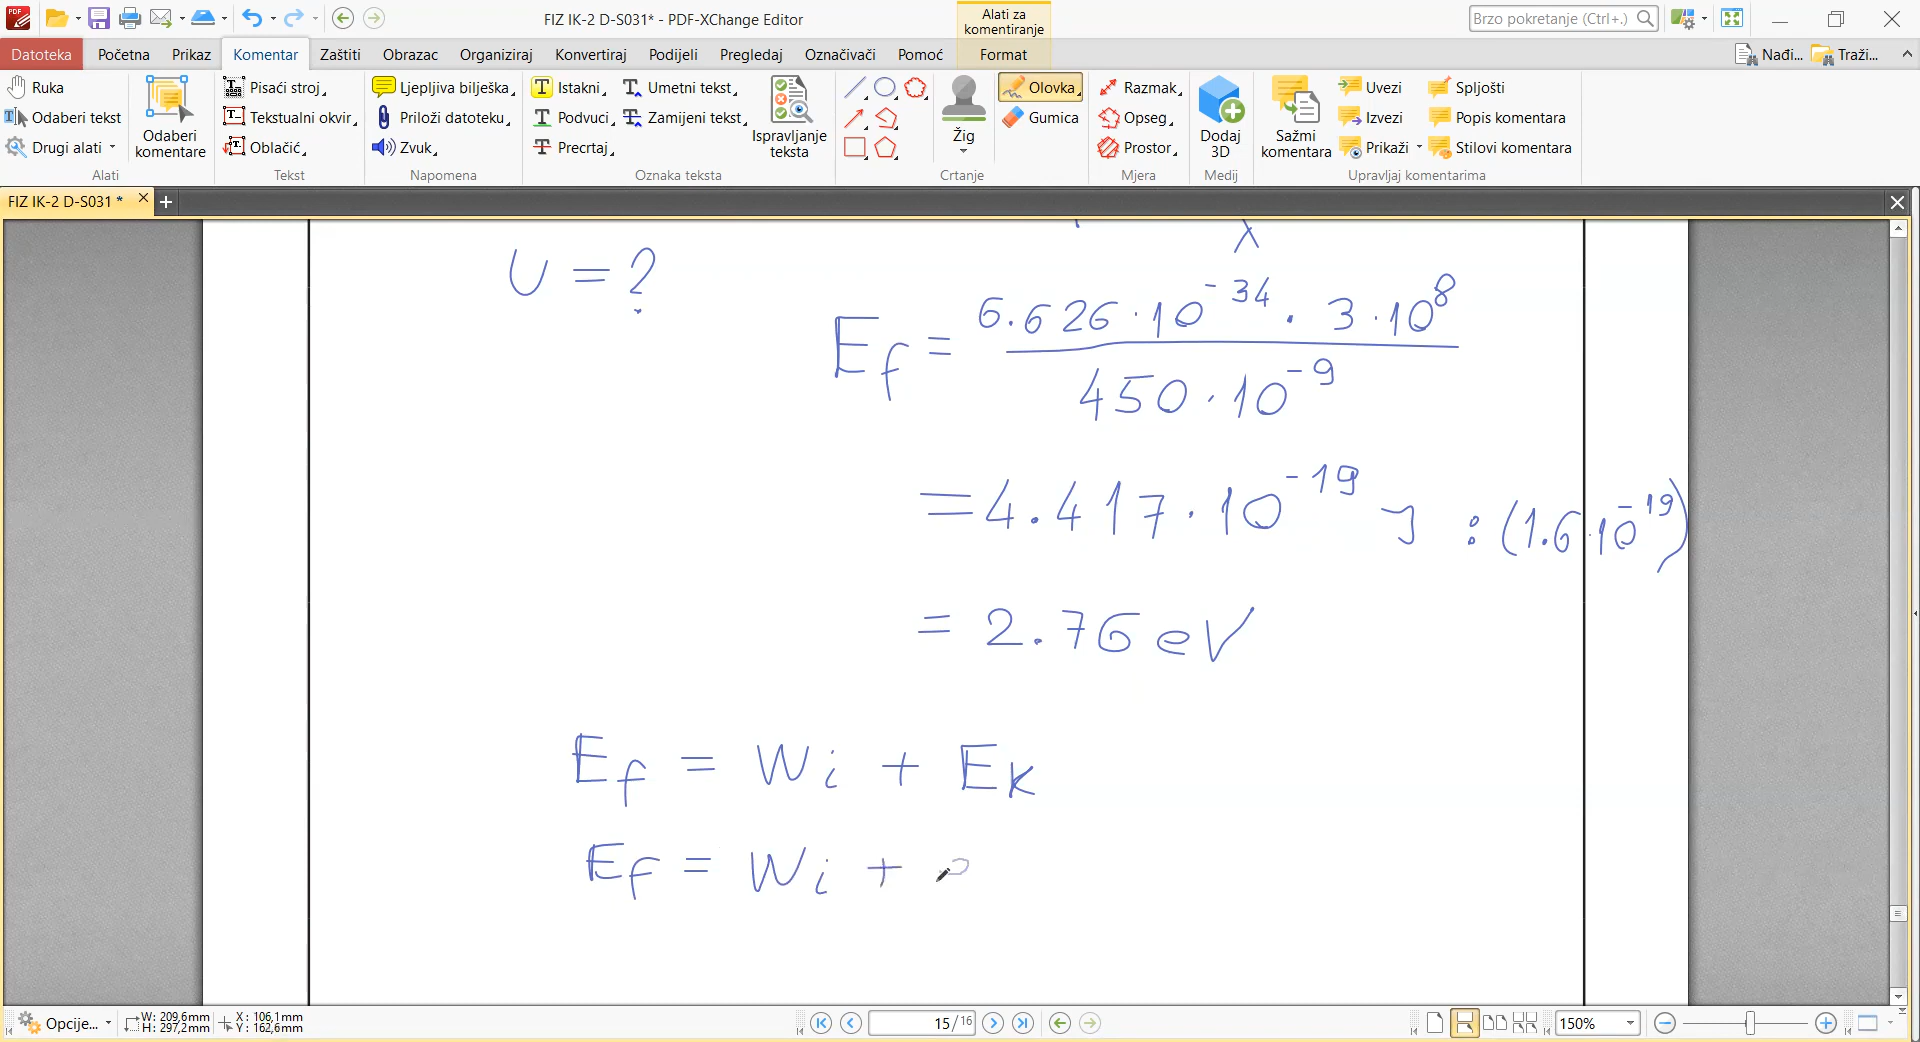 FIZ IK-2 D-S031* - PDF-XChange Editor
Alati za komentiranje
Brzo pokretanje (Ctrl+.)
Datoteka Početna Prikaz Komentar Zaštiti Obrazac Organiziraj Konvertiraj Podijeli Pregledaj Označivači Pomoć Format Nađi... Traži...
Ruka Pisaći stroj Ljepljiva bilješka Istakni Umetni tekst Olovka Razmak Uvezi Spljošti
Odaberi tekst Tekstualni okvir Priloži datoteku Podvuci Zamijeni tekst Gumica Opseg Izvezi Popis komentara
Drugi alati Odaberi komentare Oblačić Zvuk Precrtaj Ispravljanje teksta Žig Prostor Dodaj 3D Sažmi komentara Prikaži Stilovi komentara
Alati Tekst Napomena Oznaka teksta Crtanje Mjera Medij Upravljaj komentarima
FIZ IK-2 D-S031 *
λ
U = ?
E_f = 6.626·10^-34 · 3·10^8 / 450·10^-9
= 4.417·10^-19 J : (1.6·10^-19)
= 2.76 eV
E_f = W_i + E_k
E_f = W_i +
Opcije... W: 209,6mm H: 297,2mm X: 106,1mm Y: 162,6mm 15 / 16 150%